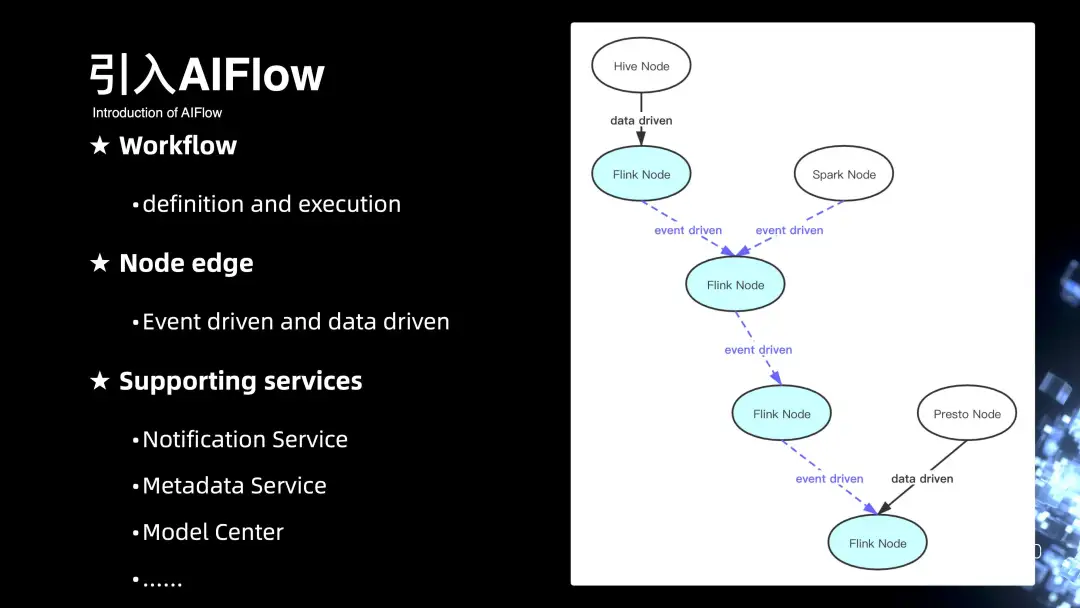 引入AIFlow
Introduction of AIFlow
★ Workflow
•definition and execution
★ Node edge
•Event driven and data driven
★ Supporting services
•Notification Service
•Metadata Service
•Model Center
•......
Hive Node
data driven
Flink Node
Spark Node
event driven
event driven
Flink Node
event driven
Flink Node
Presto Node
event driven
data driven
Flink Node